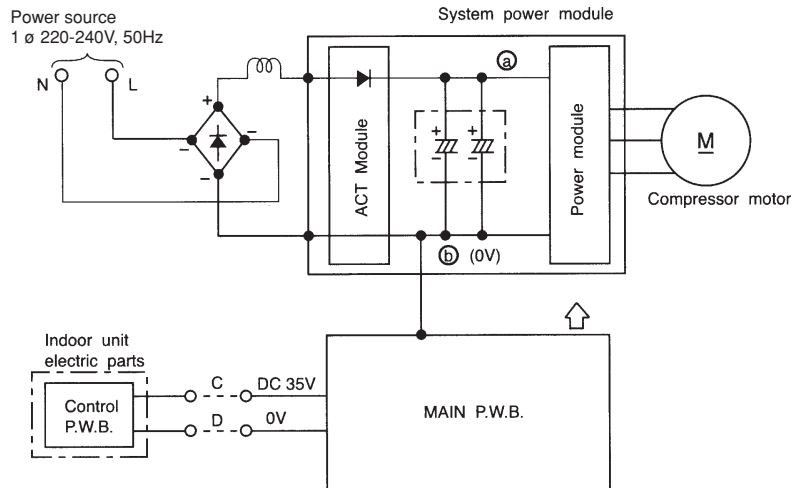 Power source
1 ø 220-240V, 50Hz
N
L
System power module
+
−
−
−
ACT Module
a
+
−
+
−
b (0V)
Power module
M
Compressor motor
Indoor unit
electric parts
Control
P.W.B.
C
DC 35V
D
0V
MAIN P.W.B.